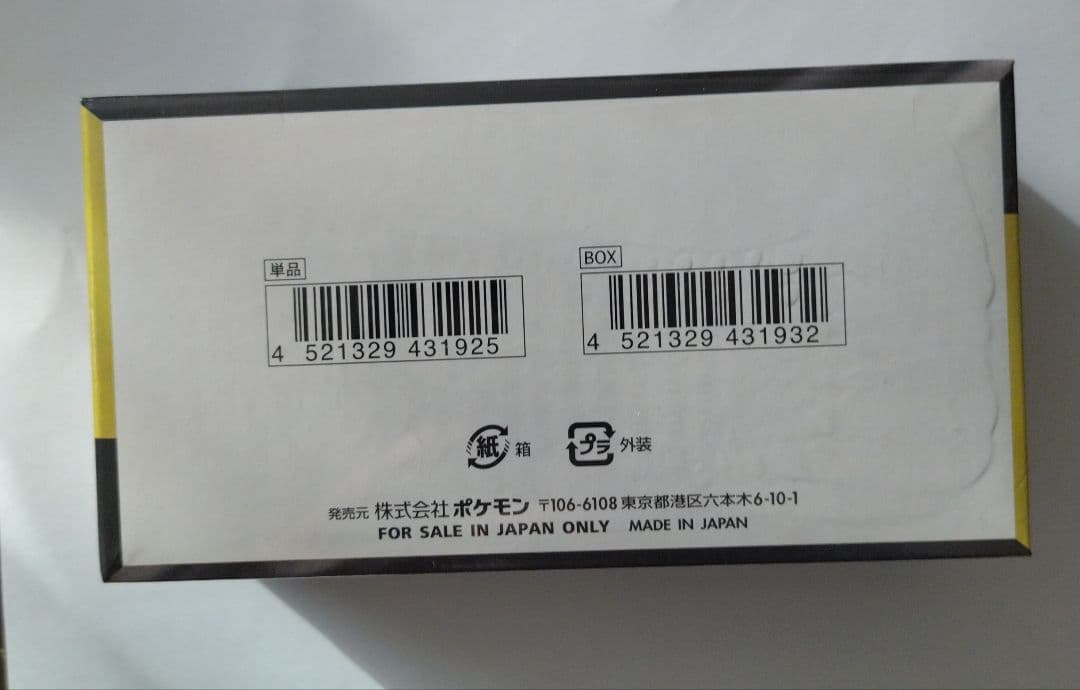 単品
4 521329 431925
BOX
4 521329 431932
紙 箱
プラ 外装
発売元 株式会社ポケモン 〒106-6108 東京都港区六本木6-10-1
FOR SALE IN JAPAN ONLY MADE IN JAPAN